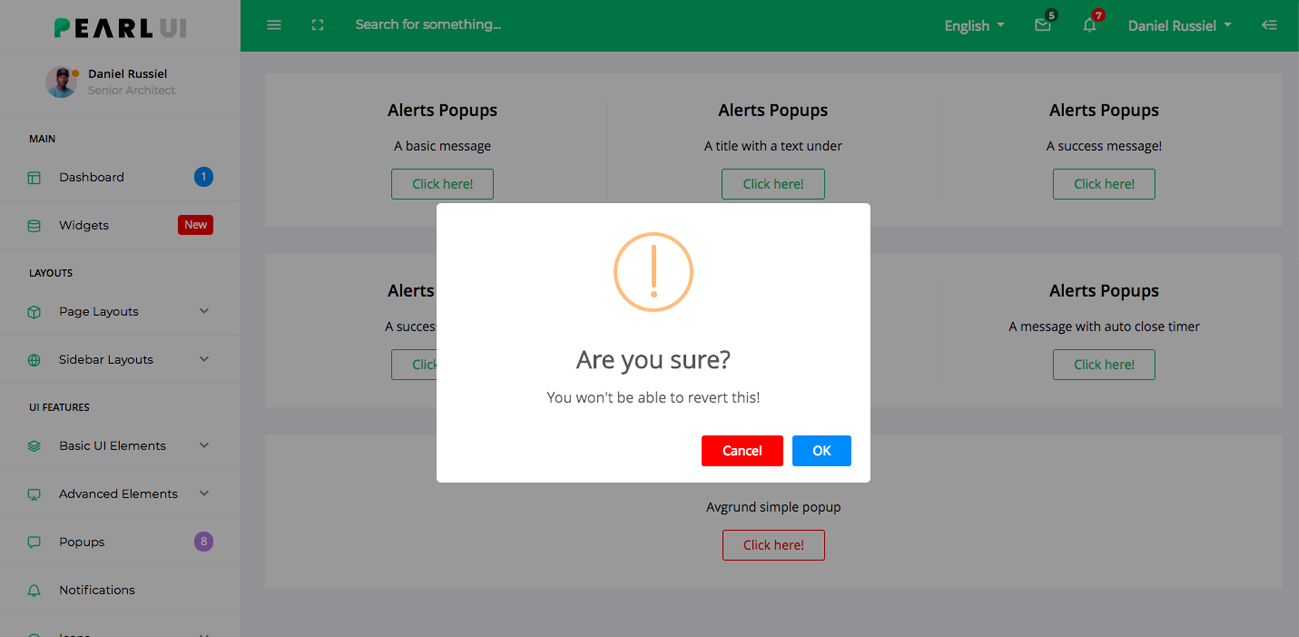 PEARL UI
Search for something...
English
5
7
Daniel Russiel
Daniel Russiel
Senior Architect
MAIN
Dashboard
1
Widgets
New
LAYOUTS
Page Layouts
Sidebar Layouts
UI FEATURES
Basic UI Elements
Advanced Elements
Popups
8
Notifications
Alerts Popups
A basic message
Click here!
Alerts Popups
A title with a text under
Click here!
Alerts Popups
A success message!
Click here!
Alerts
Alerts Popups
A message with auto close timer
Click here!
!
Are you sure?
You won't be able to revert this!
Cancel
OK
Avgrund simple popup
Click here!